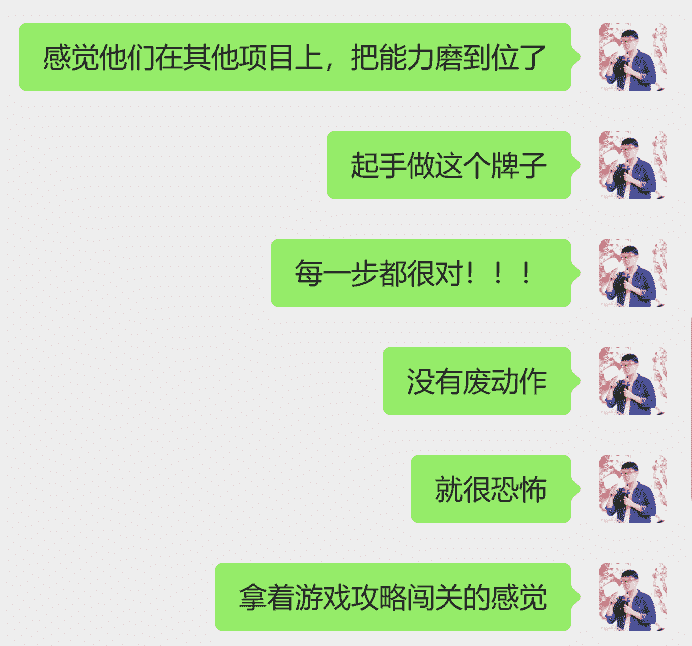 感觉他们在其他项目上，把能力磨到位了
起手做这个牌子
每一步都很对！！！
没有废动作
就很恐怖
拿着游戏攻略闯关的感觉